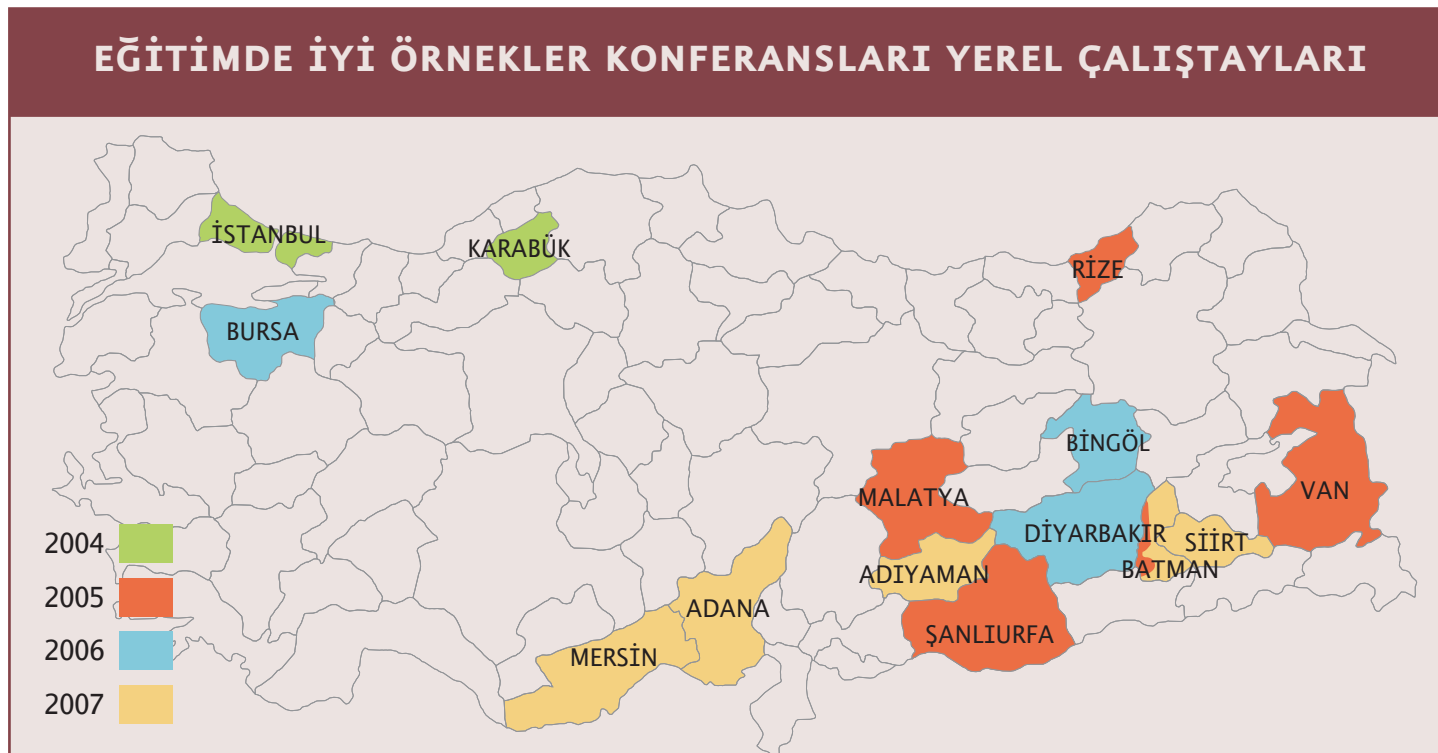 EĞİTİMDE İYİ ÖRNEKLER KONFERANSLARI YEREL ÇALIŞTAYLARI
İSTANBUL
KARABÜK
RİZE
BURSA
BİNGÖL
MALATYA
VAN
DİYARBAKIR
SİİRT
2004
BATMAN
ADIYAMAN
2005
ADANA
ŞANLIURFA
2006
MERSİN
2007